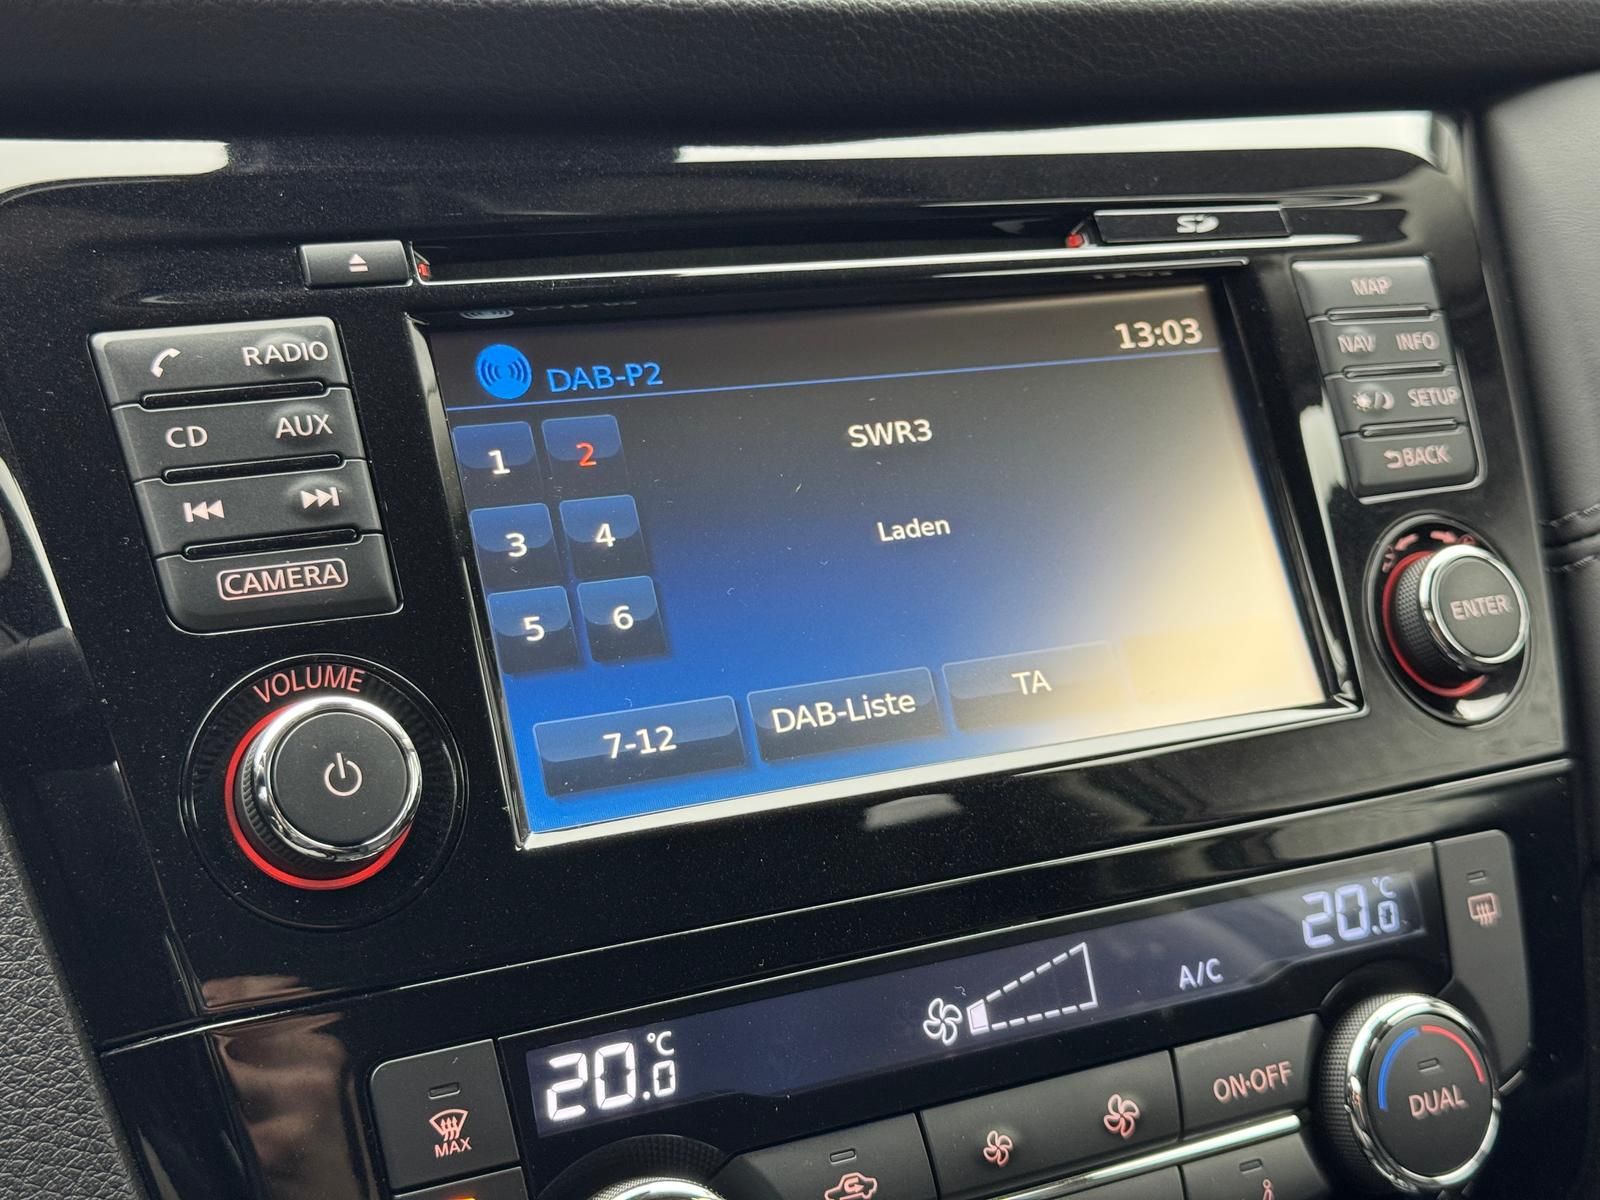 SD
MAP
NAV INFO
SETUP
BACK
ENTER
RADIO
CD AUX
CAMERA
VOLUME
13:03
DAB-P2
1 2
3 4
5 6
SWR3
Laden
7-12 DAB-Liste TA
20.0 °C
A/C
20.0 °C
MAX
ON·OFF
DUAL